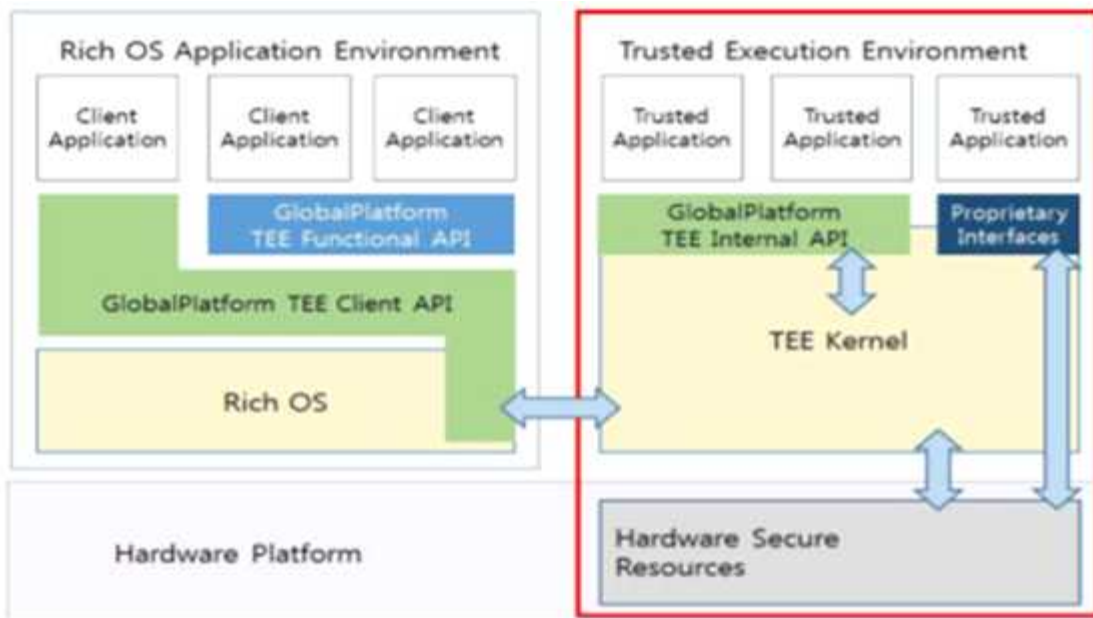 Rich OS Application Environment
Client
Application
Client
Application
Client
Application
GlobalPlatform
TEE Functional API
GlobalPlatform TEE Client API
Rich OS
Trusted Execution Environment
Trusted
Application
Trusted
Application
Trusted
Application
GlobalPlatform
TEE Internal API
Proprietary
Interfaces
TEE Kernel
Hardware Platform
Hardware Secure
Resources